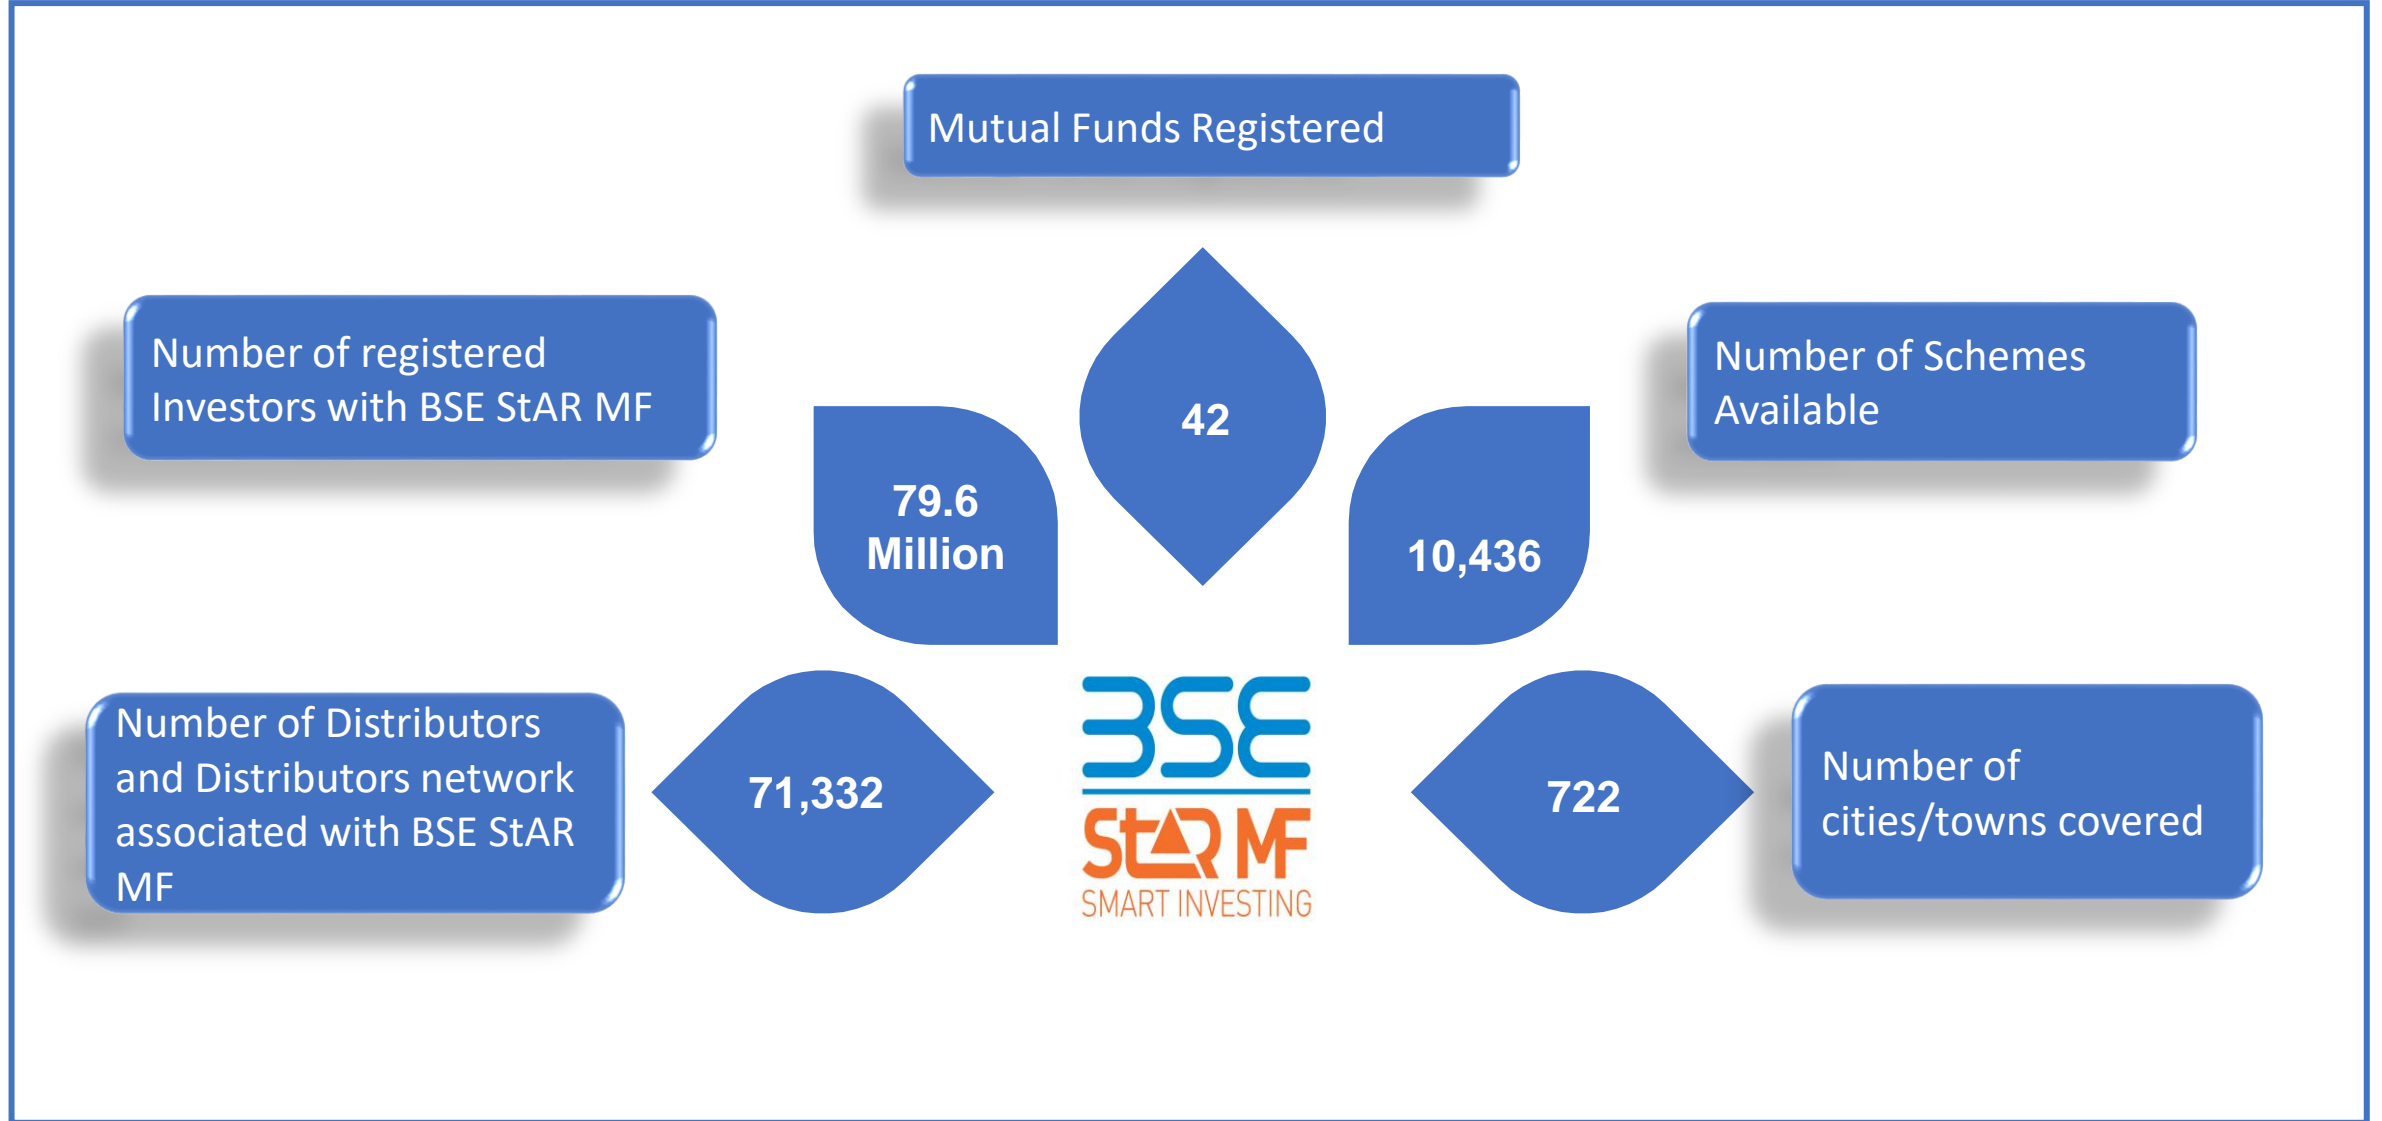 Mutual Funds Registered
42
Number of registered
Investors with BSE StAR MF
79.6
Million
Number of Schemes
Available
10,436
Number of Distributors
and Distributors network
associated with BSE StAR
MF
71,332
BSE
StAR MF
SMART INVESTING
722
Number of
cities/towns covered